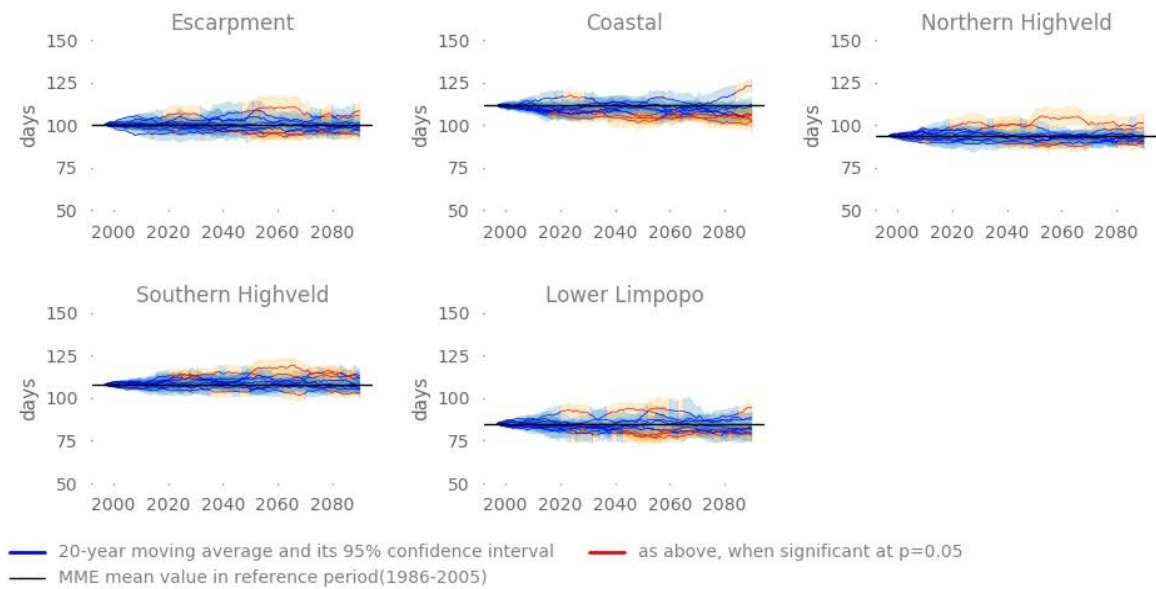 Escarpment
Coastal
Northern Highveld
150
125
100
75
50
days
2000 2020 2040 2060 2080
150
125
100
75
50
days
2000 2020 2040 2060 2080
150
125
100
75
50
days
2000 2020 2040 2060 2080
Southern Highveld
Lower Limpopo
150
125
100
75
50
days
2000 2020 2040 2060 2080
150
125
100
75
50
days
2000 2020 2040 2060 2080
20-year moving average and its 95% confidence interval
as above, when significant at p=0.05
MME mean value in reference period(1986-2005)